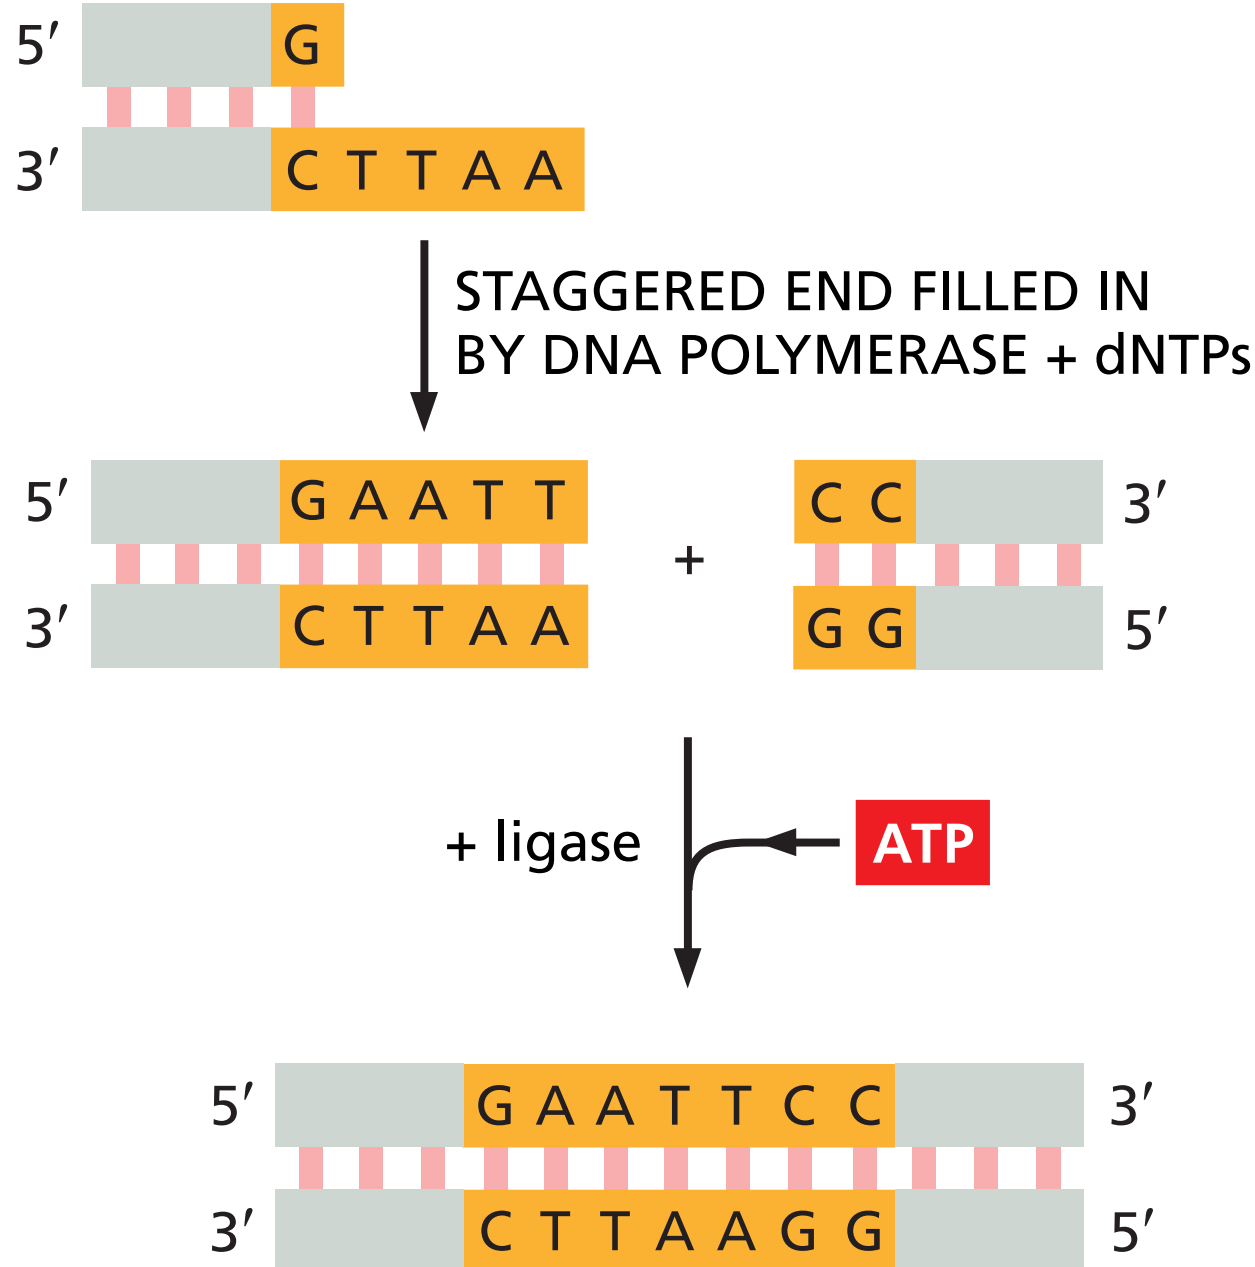 5′ G
3′ C T T A A
STAGGERED END FILLED IN
BY DNA POLYMERASE + dNTPs
5′ G A A T T C C 3′
+
3′ C T T A A G G 5′
+ ligase ATP
5′ G A A T T C C 3′
3′ C T T A A G G 5′